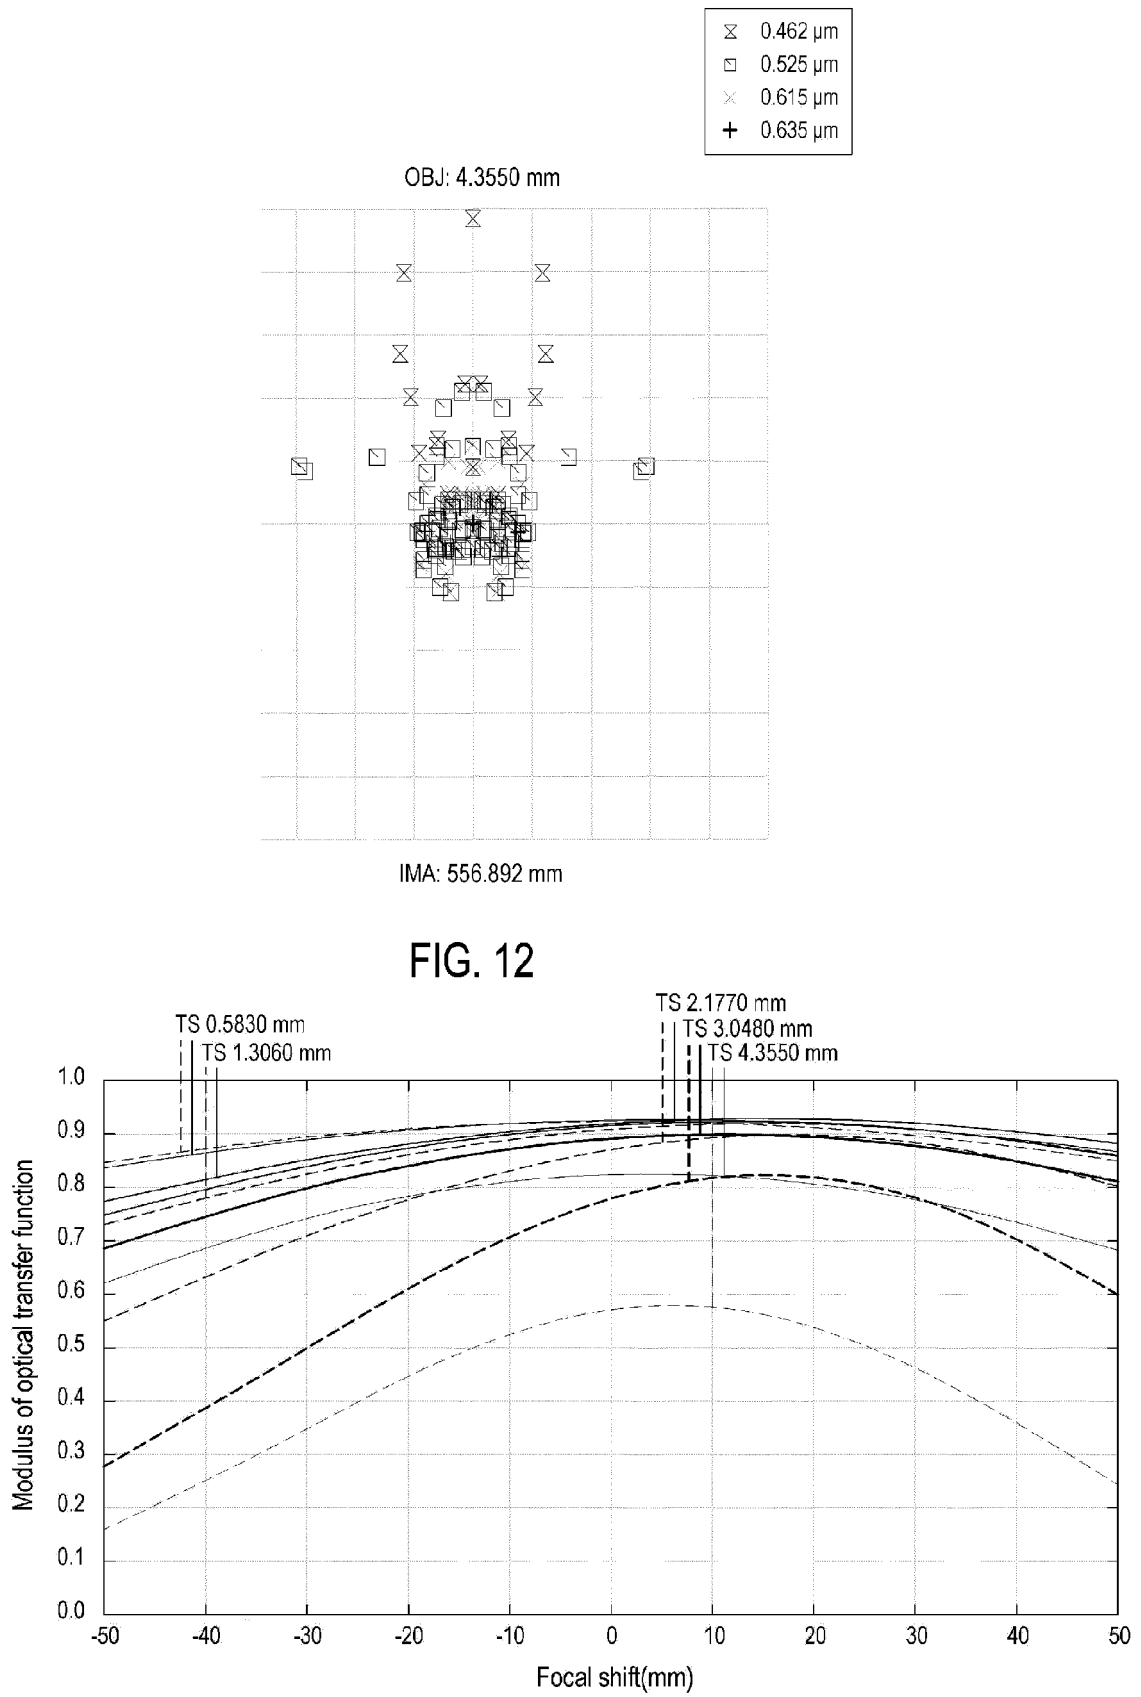 0.462 µm
0.525 µm
0.615 µm
0.635 µm
OBJ: 4.3550 mm
IMA: 556.892 mm
FIG. 12
TS 2.1770 mm
TS 0.5830 mm
TS 3.0480 mm
TS 1.3060 mm
TS 4.3550 mm
1.0
0.9
0.8
0.7
0.6
0.5
0.4
0.3
0.2
0.1
0.0
Modulus of optical transfer function
-50 -40 -30 -20 -10 0 10 20 30 40 50
Focal shift(mm)